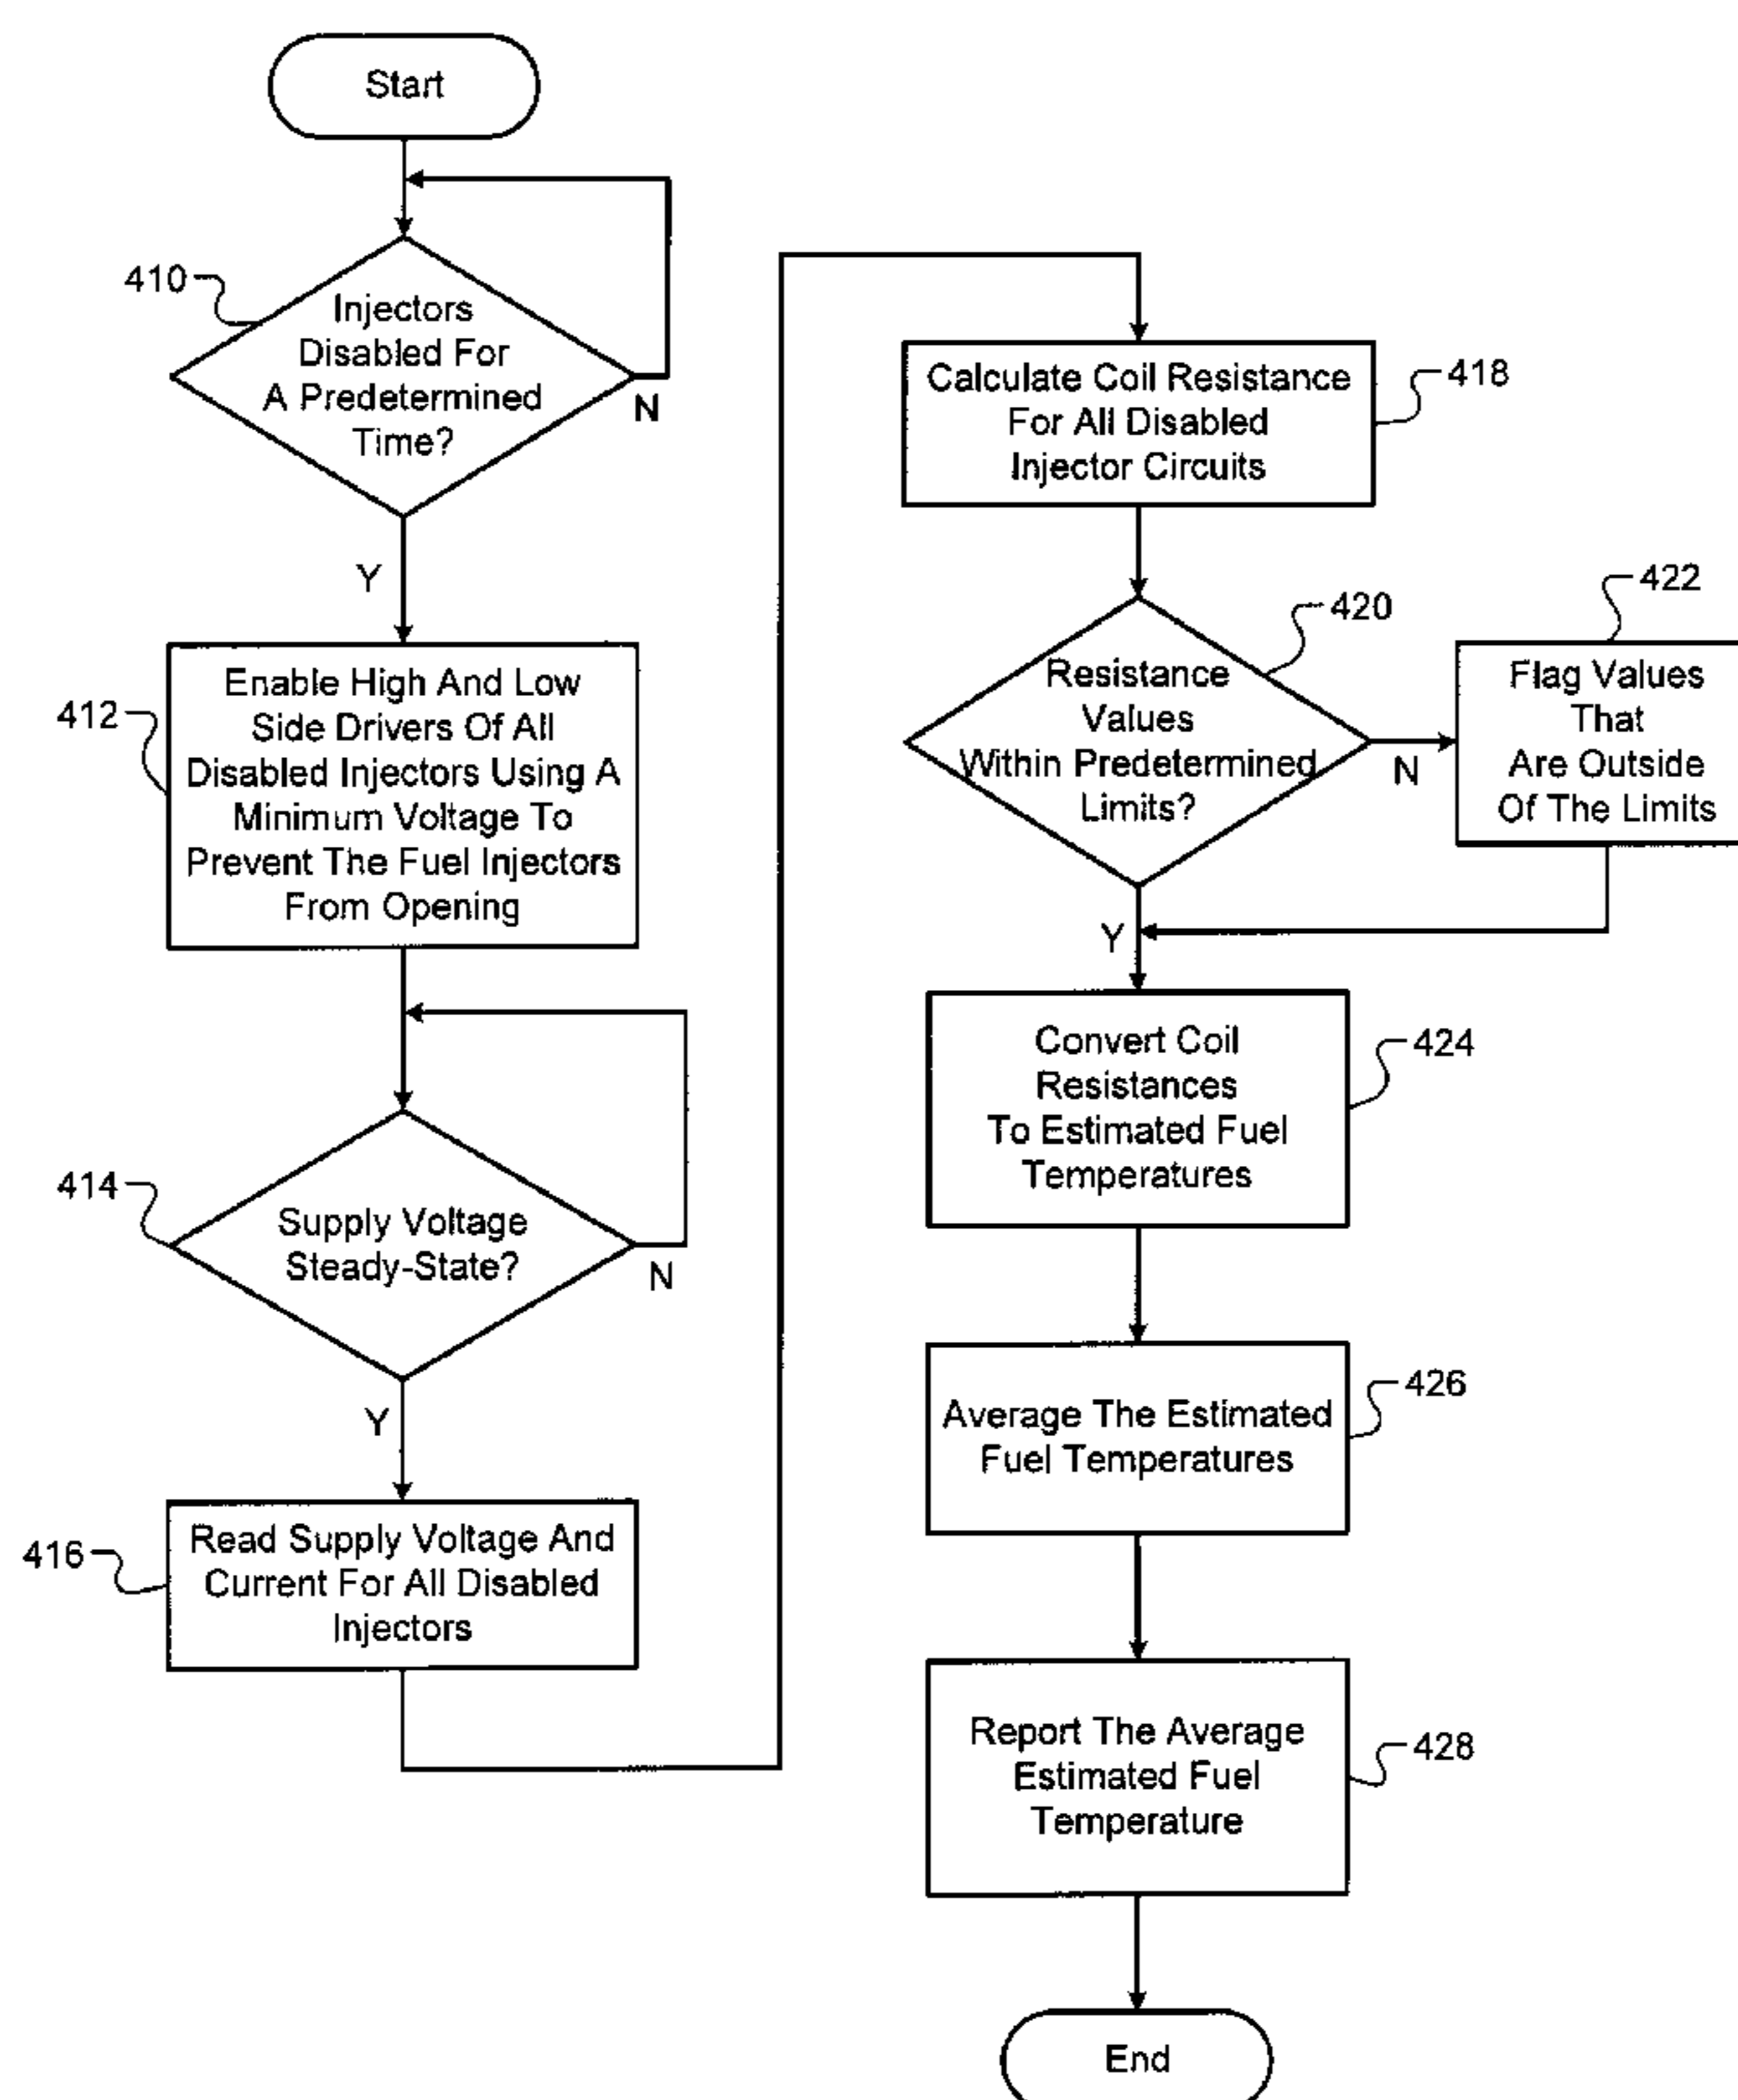 Start
410
Injectors
Disabled For
A Predetermined
Time?
N
Y
412
Enable High And Low
Side Drivers Of All
Disabled Injectors Using A
Minimum Voltage To
Prevent The Fuel Injectors
From Opening
414
Supply Voltage
Steady-State?
N
Y
416
Read Supply Voltage And
Current For All Disabled
Injectors
Calculate Coil Resistance
For All Disabled
Injector Circuits
418
420
Resistance
Values
Within Predetermined
Limits?
N
Y
422
Flag Values
That
Are Outside
Of The Limits
Convert Coil
Resistances
To Estimated Fuel
Temperatures
424
Average The Estimated
Fuel Temperatures
426
Report The Average
Estimated Fuel
Temperature
428
End